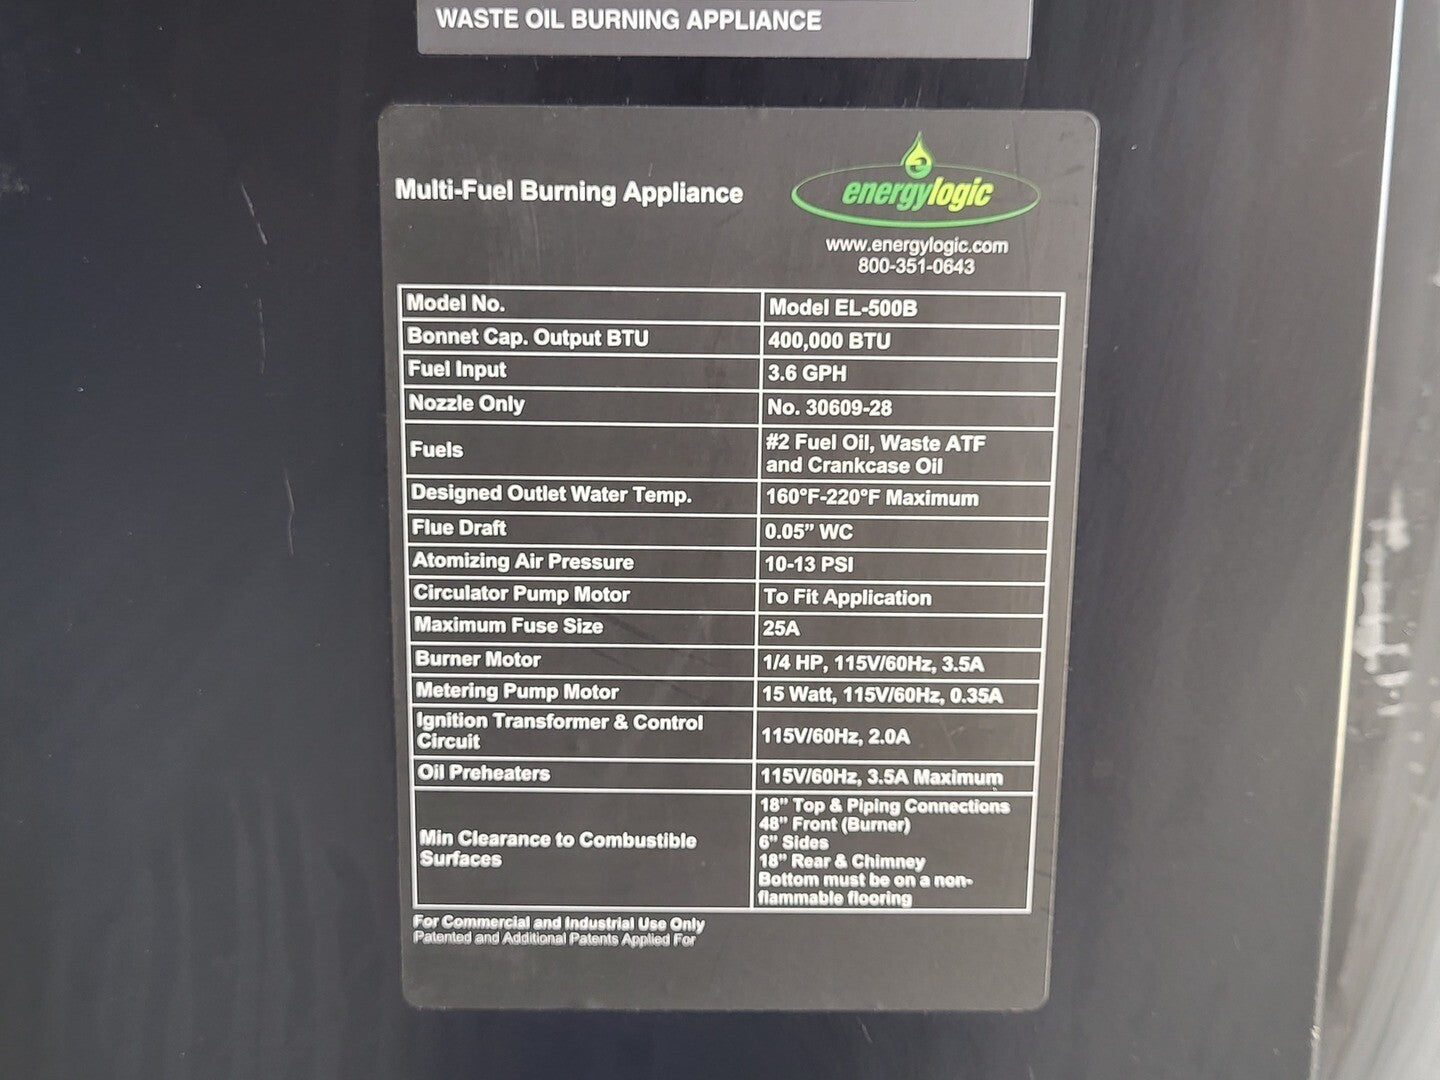 WASTE OIL BURNING APPLIANCE
Multi-Fuel Burning Appliance
energylogic
www.energylogic.com
800-351-0643
Model No. Model EL-500B
Bonnet Cap. Output BTU 400,000 BTU
Fuel Input 3.6 GPH
Nozzle Only No. 30609-28
Fuels #2 Fuel Oil, Waste ATF
and Crankcase Oil
Designed Outlet Water Temp. 160°F-220°F Maximum
Flue Draft 0.05” WC
Atomizing Air Pressure 10-13 PSI
Circulator Pump Motor To Fit Application
Maximum Fuse Size 25A
Burner Motor 1/4 HP, 115V/60Hz, 3.5A
Metering Pump Motor 15 Watt, 115V/60Hz, 0.35A
Ignition Transformer & Control
Circuit 115V/60Hz, 2.0A
Oil Preheaters 115V/60Hz, 3.5A Maximum
Min Clearance to Combustible
Surfaces
18” Top & Piping Connections
48” Front (Burner)
6” Sides
18” Rear & Chimney
Bottom must be on a non-
flammable flooring
For Commercial and Industrial Use Only
Patented and Additional Patents Applied For